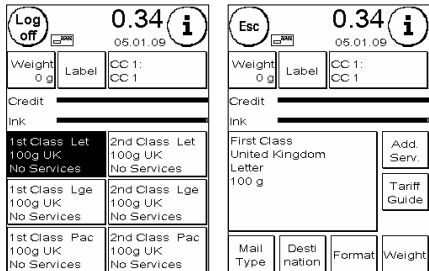 Log
off
0.34
i
05.01.09
Weight
0 g
Label
CC 1:
CC 1
Credit
Ink
1st Class Let
100g UK
No Services
2nd Class Let
100g UK
No Services
1st Class Lge
100g UK
No Services
2nd Class Lge
100g UK
No Services
1st Class Pac
100g UK
No Services
2nd Class Pac
100g UK
No Services
Esc
0.34
i
05.01.09
Weight
0 g
Label
CC 1:
CC 1
Credit
Ink
First Class
United Kingdom
Letter
100 g
Add.
Serv.
Tariff
Guide
Mail
Type
Desti
nation
Format
Weight